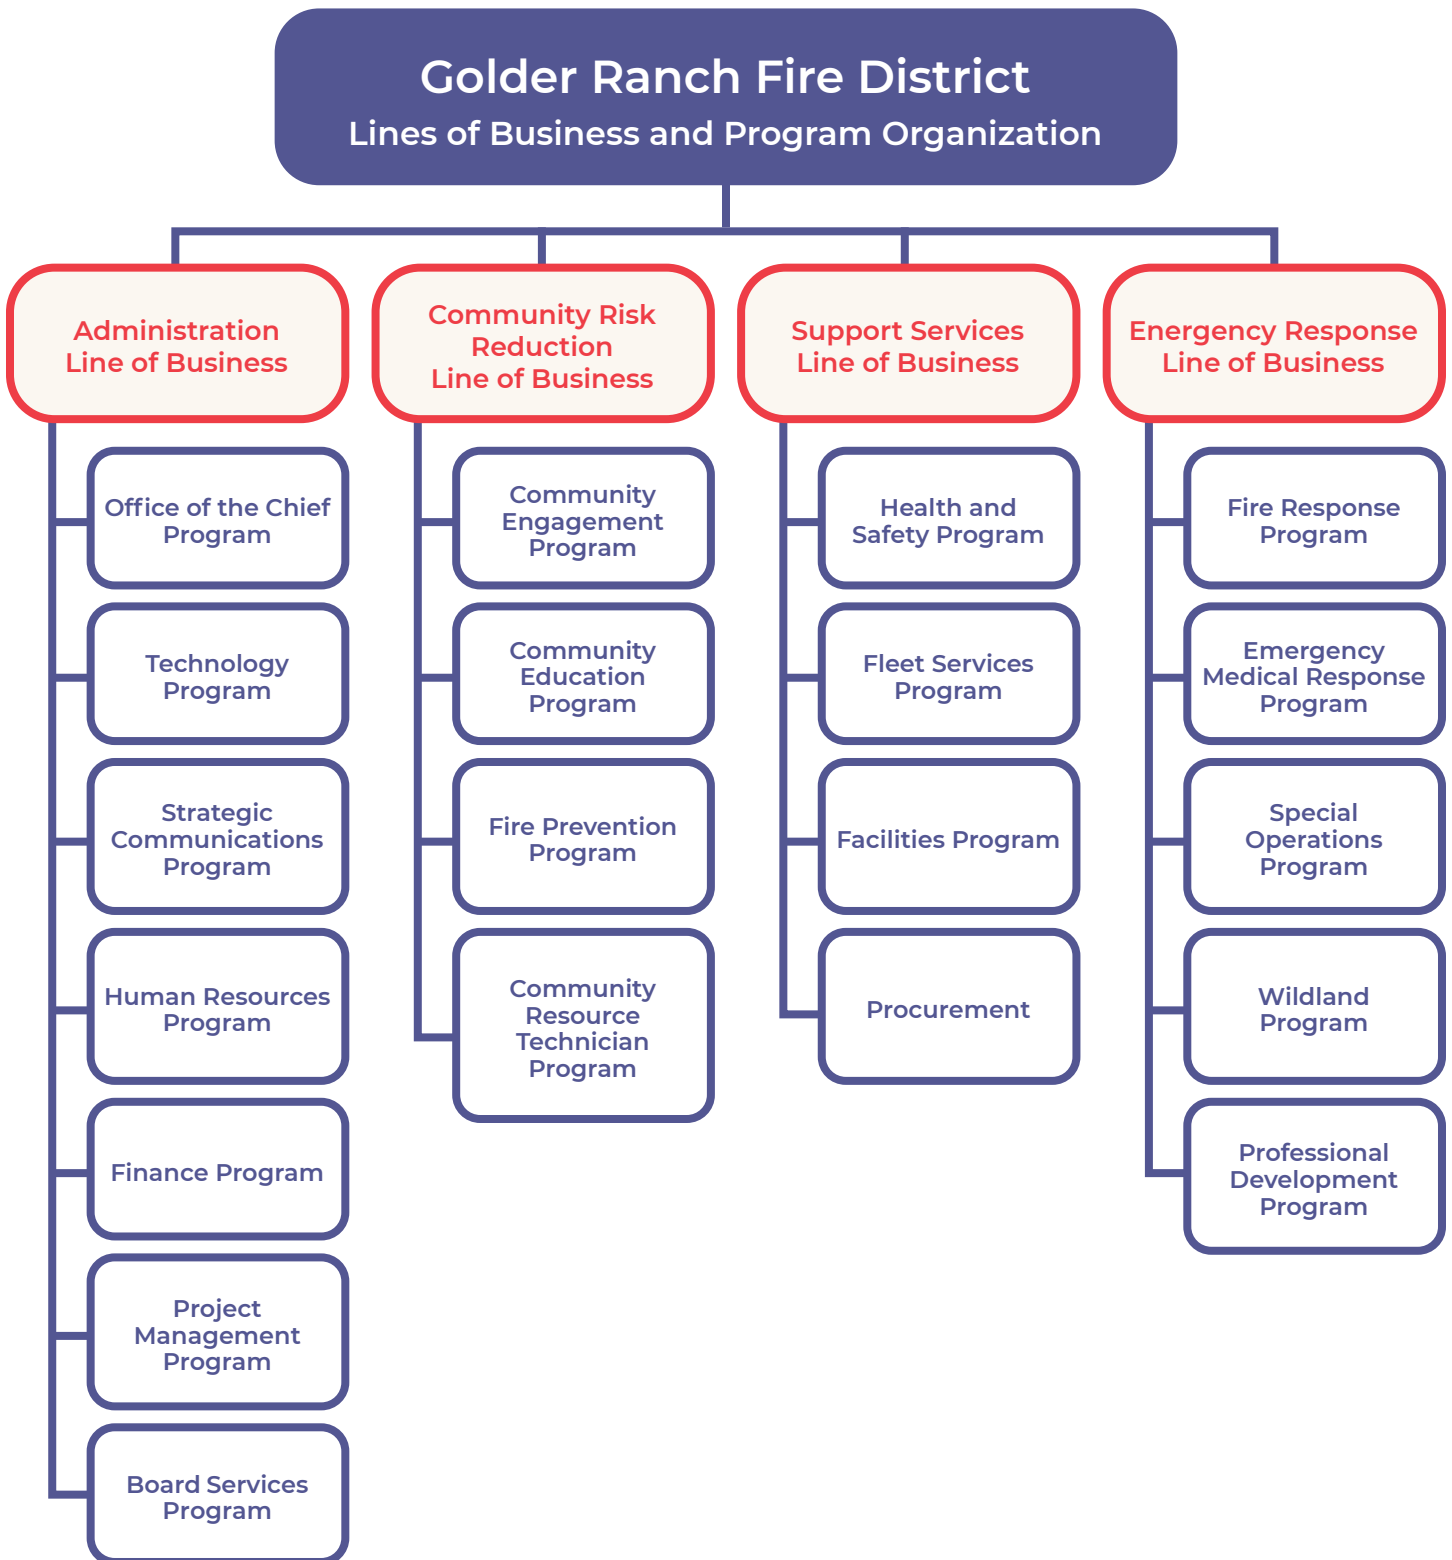 Golder Ranch Fire District
Lines of Business and Program Organization
Administration
Line of Business
Office of the Chief
Program
Technology
Program
Strategic
Communications
Program
Human Resources
Program
Finance Program
Project
Management
Program
Board Services
Program
Community Risk
Reduction
Line of Business
Community
Engagement
Program
Community
Education
Program
Fire Prevention
Program
Community
Resource
Technician
Program
Support Services
Line of Business
Health and
Safety Program
Fleet Services
Program
Facilities Program
Procurement
Energency Response
Line of Business
Fire Response
Program
Emergency
Medical Response
Program
Special
Operations
Program
Wildland
Program
Professional
Development
Program